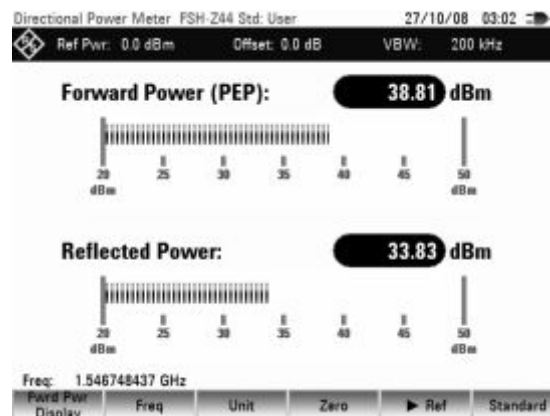 Directional Power Meter FSH-Z44 Std: User 27/10/08 03:02
Ref Pwr: 0.0 dBm Offset: 0.0 dB VBW: 200 kHz
Forward Power (PEP): 38.81 dBm
20 25 30 35 40 45 50
dBm dBm
Reflected Power: 33.83 dBm
20 25 30 35 40 45 50
dBm dBm
Freq: 1.546748437 GHz
Fwrd Pwr Display Freq Unit Zero ► Ref Standard